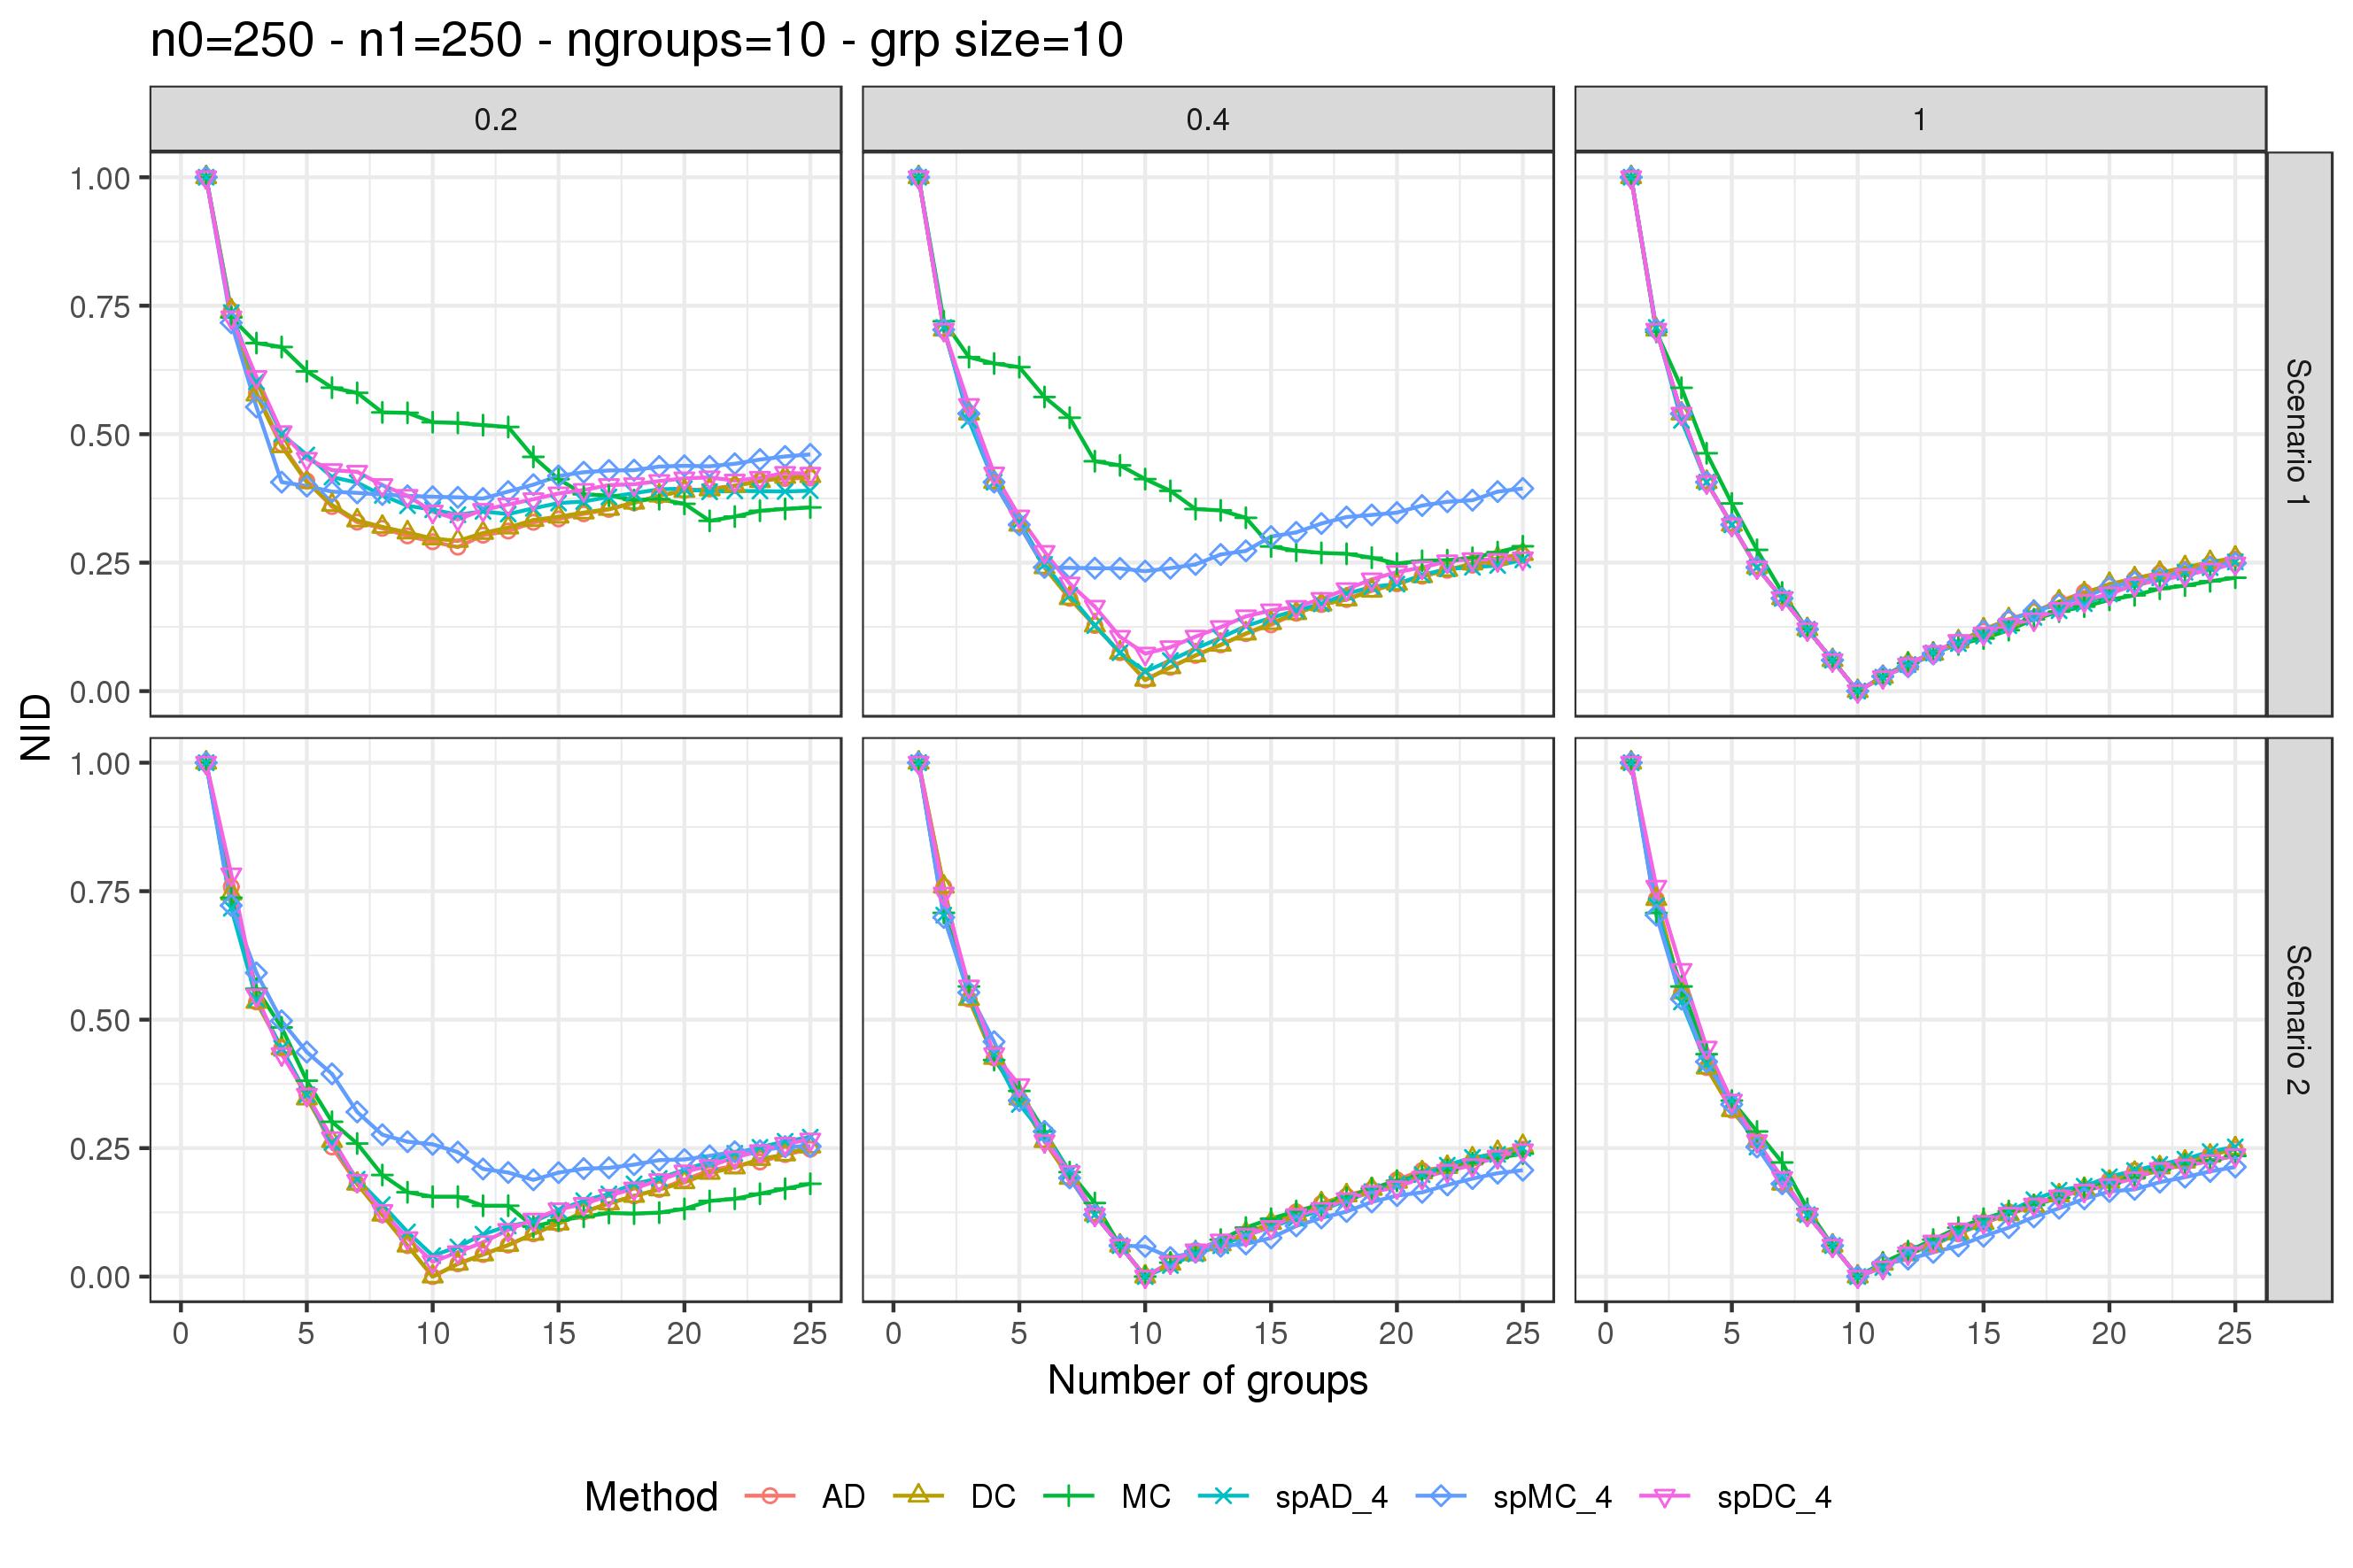 n0=250 - n1=250 - ngroups=10 - grp size=10
0.2 0.4 1
1.00
0.75
0.50
0.25
0.00
Scenario 1
1.00
0.75
0.50
0.25
0.00
Scenario 2
NID
0 5 10 15 20 25 0 5 10 15 20 25 0 5 10 15 20 25
Number of groups
Method AD DC MC spAD_4 spMC_4 spDC_4